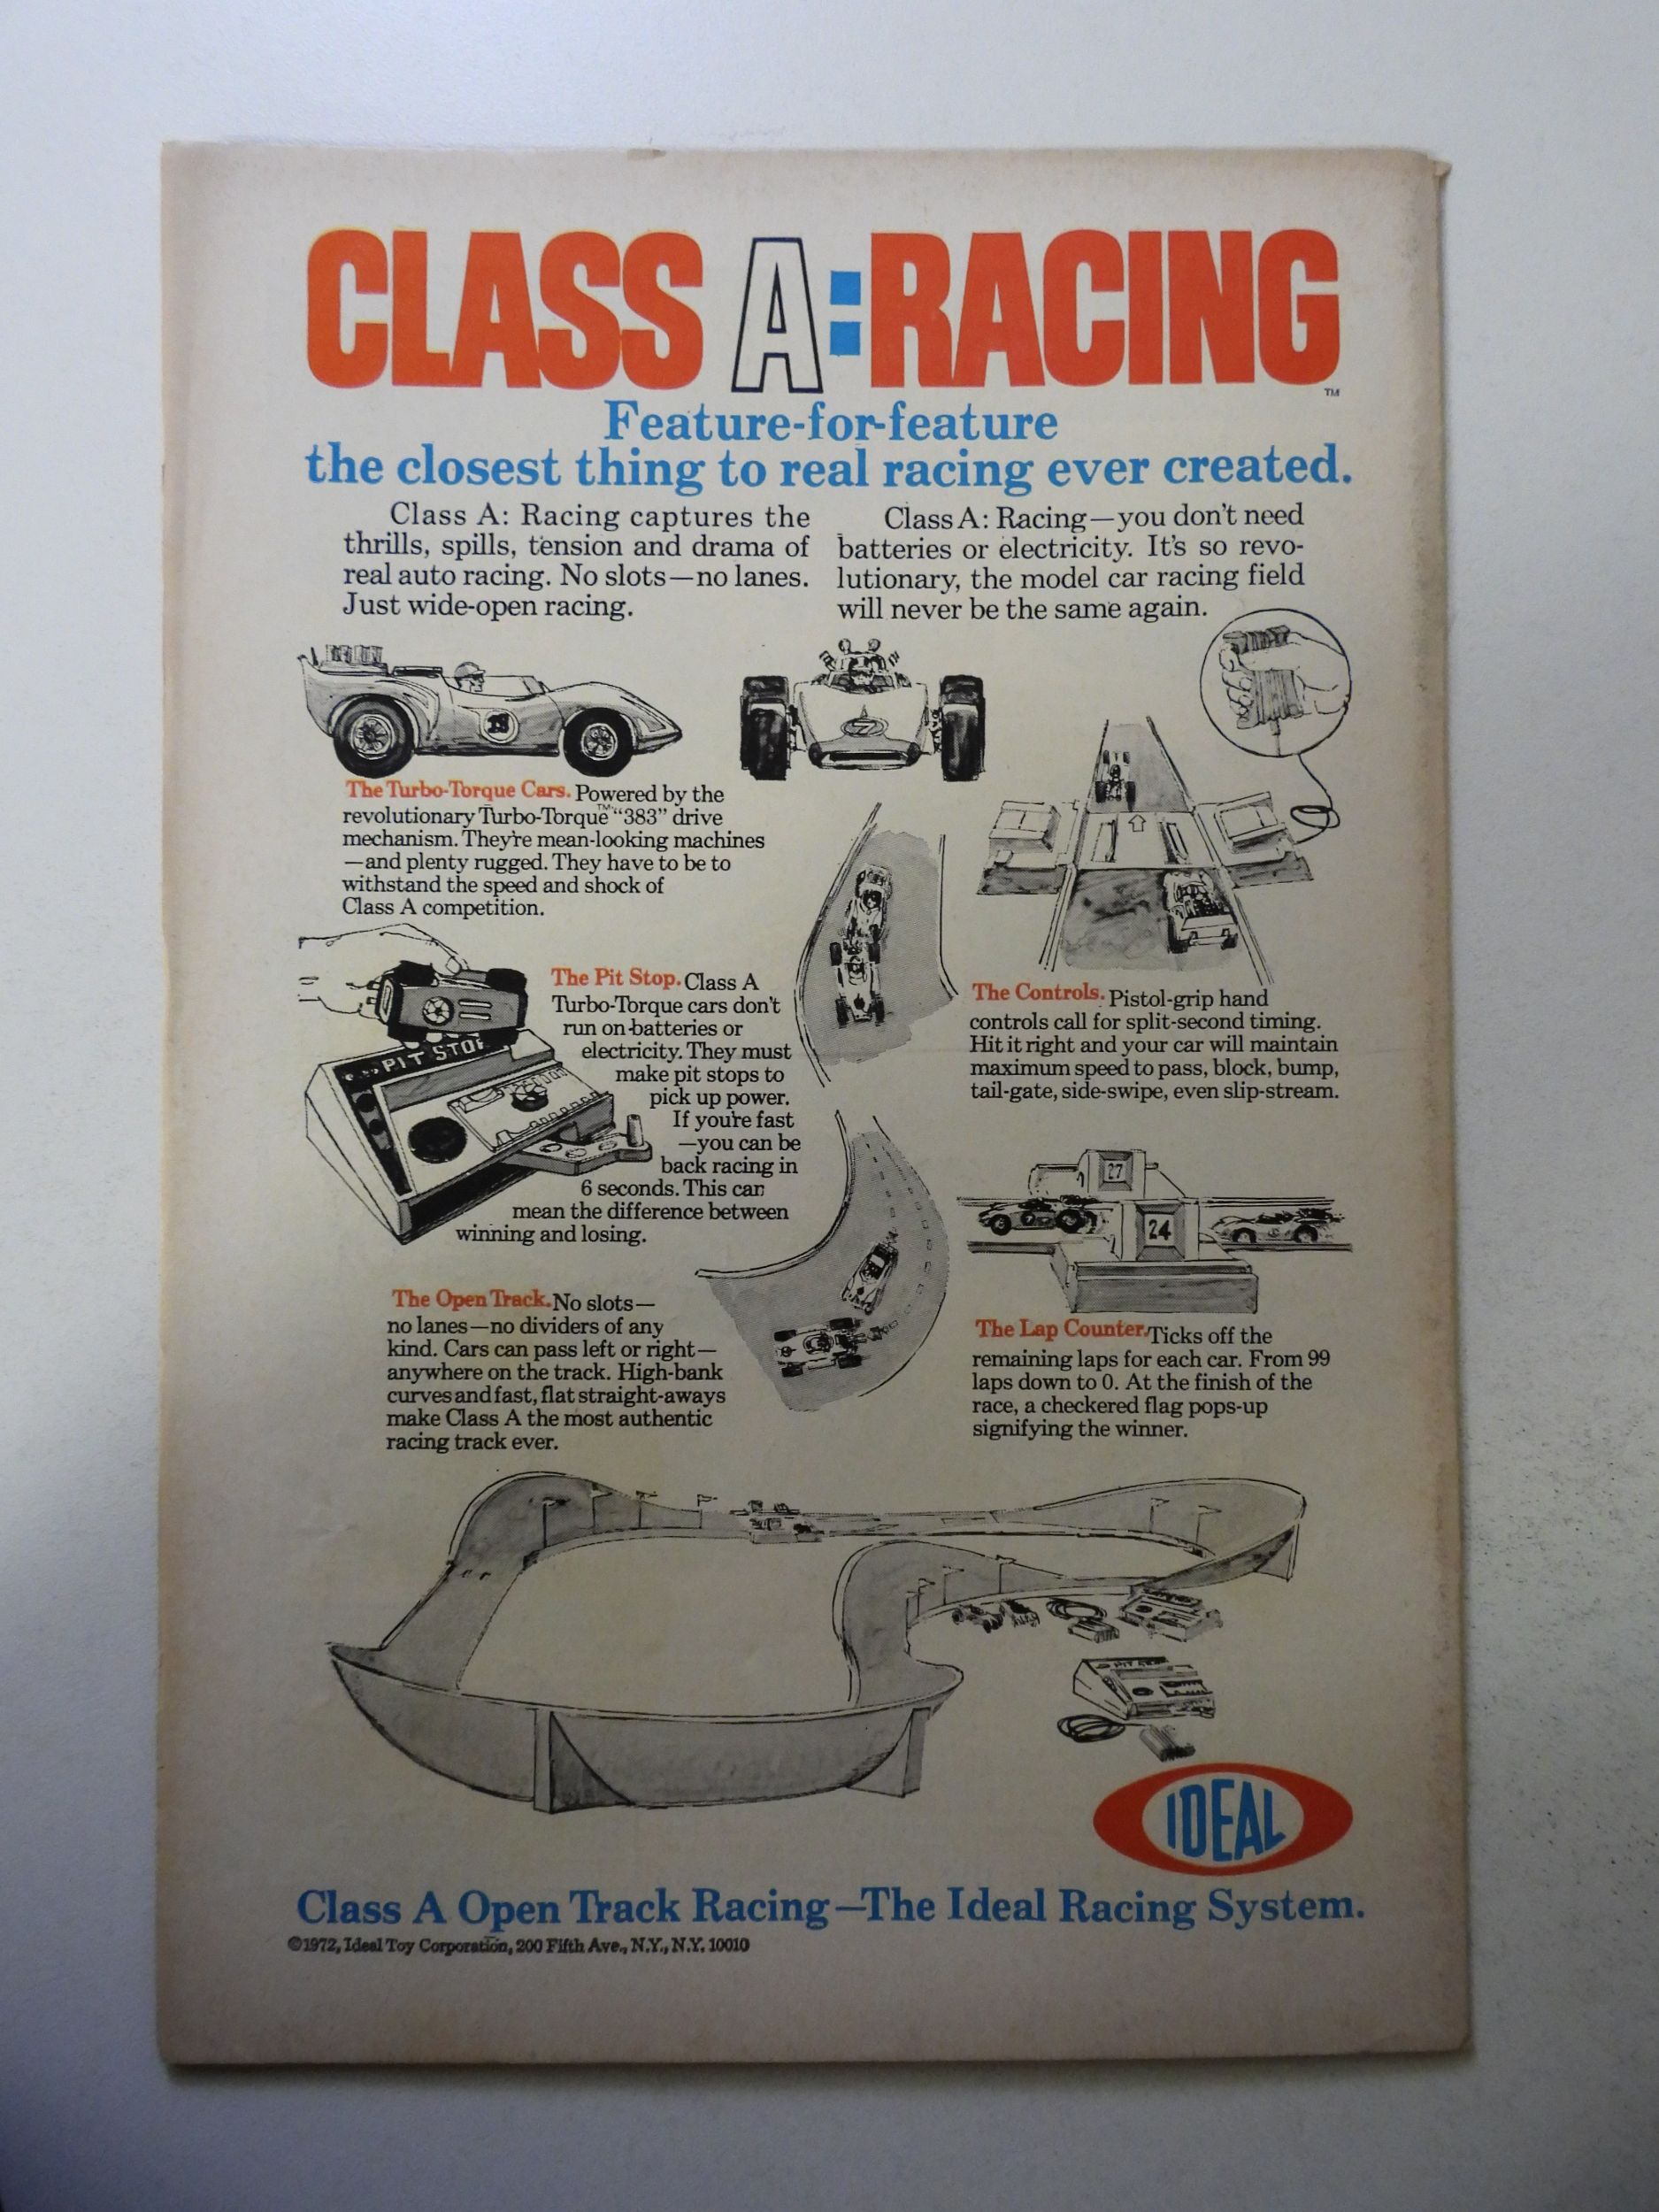 CLASS A:RACING
TM
Feature-for-feature
the closest thing to real racing ever created.
Class A: Racing captures the
thrills, spills, tension and drama of
real auto racing. No slots—no lanes.
Just wide-open racing.
Class A: Racing—you don't need
batteries or electricity. It's so revo-
lutionary, the model car racing field
will never be the same again.
7
The Turbo-Torque Cars. Powered by the
revolutionary Turbo-Torque™ "383" drive
mechanism. They're mean-looking machines
—and plenty rugged. They have to be to
withstand the speed and shock of
Class A competition.
PIT STOP
The Pit Stop. Class A
Turbo-Torque cars don't
run on batteries or
electricity. They must
make pit stops to
pick up power.
If you're fast
—you can be
back racing in
6 seconds. This can
mean the difference between
winning and losing.
The Controls. Pistol-grip hand
controls call for split-second timing.
Hit it right and your car will maintain
maximum speed to pass, block, bump,
tail-gate, side-swipe, even slip-stream.
27
24
The Open Track. No slots—
no lanes—no dividers of any
kind. Cars can pass left or right—
anywhere on the track. High-bank
curves and fast, flat straight-aways
make Class A the most authentic
racing track ever.
The Lap Counter. Ticks off the
remaining laps for each car. From 99
laps down to 0. At the finish of the
race, a checkered flag pops-up
signifying the winner.
IDEAL
Class A Open Track Racing—The Ideal Racing System.
©1972, Ideal Toy Corporation, 200 Fifth Ave., N.Y., N.Y. 10010